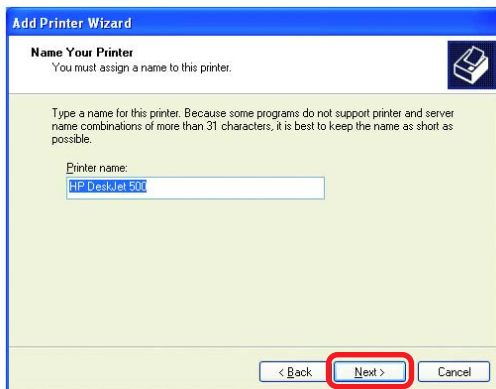 Add Printer Wizard
Name Your Printer
You must assign a name to this printer.
Type a name for this printer. Because some programs do not support printer and server
name combinations of more than 31 characters, it is best to keep the name as short as
possible.
Printer name:
HP DeskJet 500
< Back
Next >
Cancel